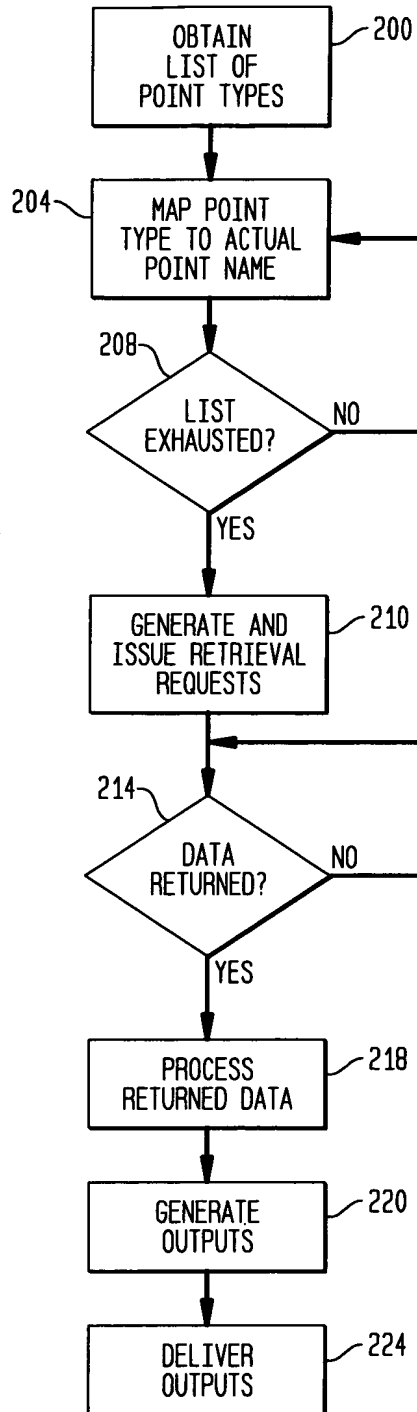 OBTAIN
LIST OF
POINT TYPES
200
204
MAP POINT
TYPE TO ACTUAL
POINT NAME
208
LIST
EXHAUSTED?
NO
YES
GENERATE AND
ISSUE RETRIEVAL
REQUESTS
210
214
DATA
RETURNED?
NO
YES
PROCESS
RETURNED DATA
218
GENERATE
OUTPUTS
220
DELIVER
OUTPUTS
224